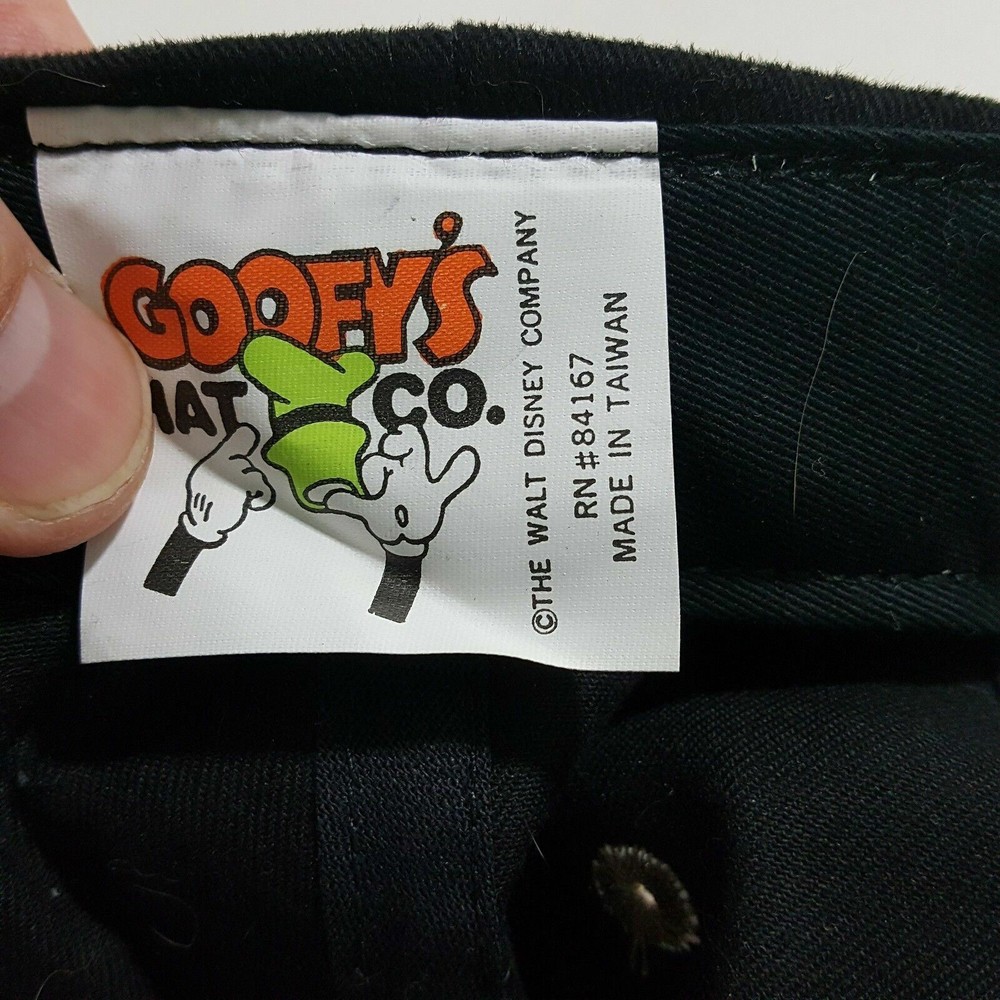 GOOFY'S
HAT CO.
©THE WALT DISNEY COMPANY
RN #84167
MADE IN TAIWAN